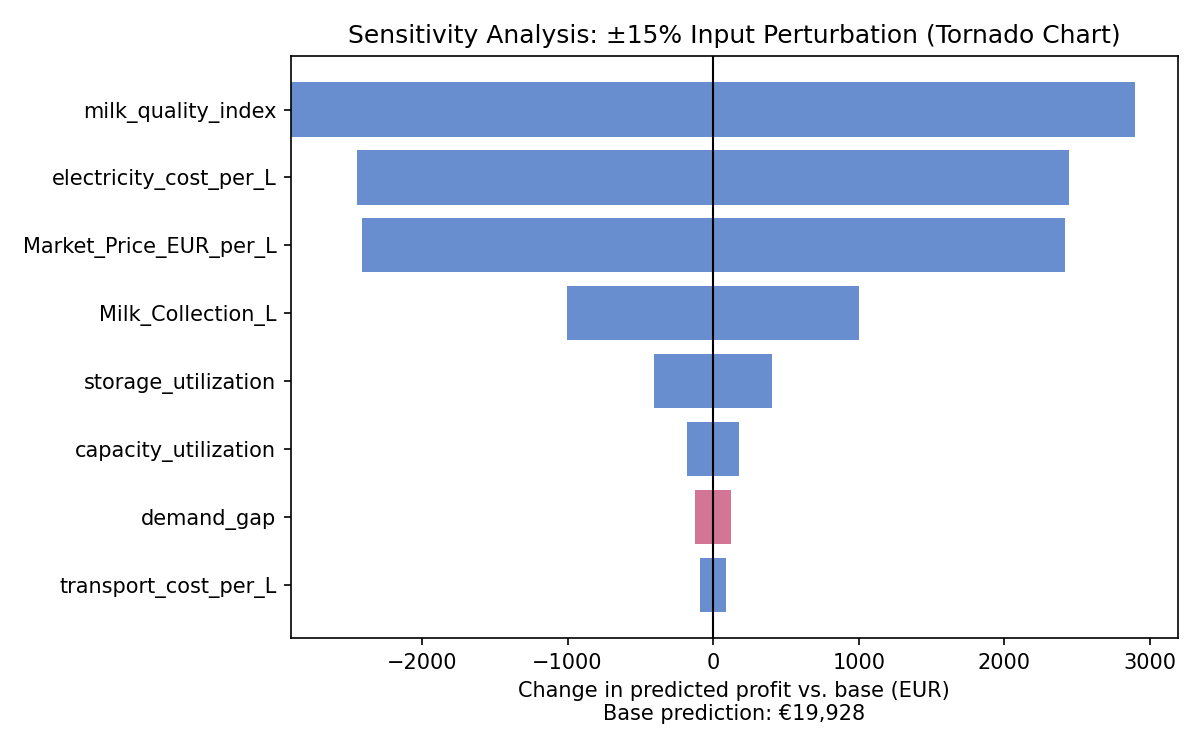 Sensitivity Analysis: ±15% Input Perturbation (Tornado Chart)
milk_quality_index
electricity_cost_per_L
Market_Price_EUR_per_L
Milk_Collection_L
storage_utilization
capacity_utilization
demand_gap
transport_cost_per_L
−2000 −1000 0 1000 2000 3000
Change in predicted profit vs. base (EUR)
Base prediction: €19,928